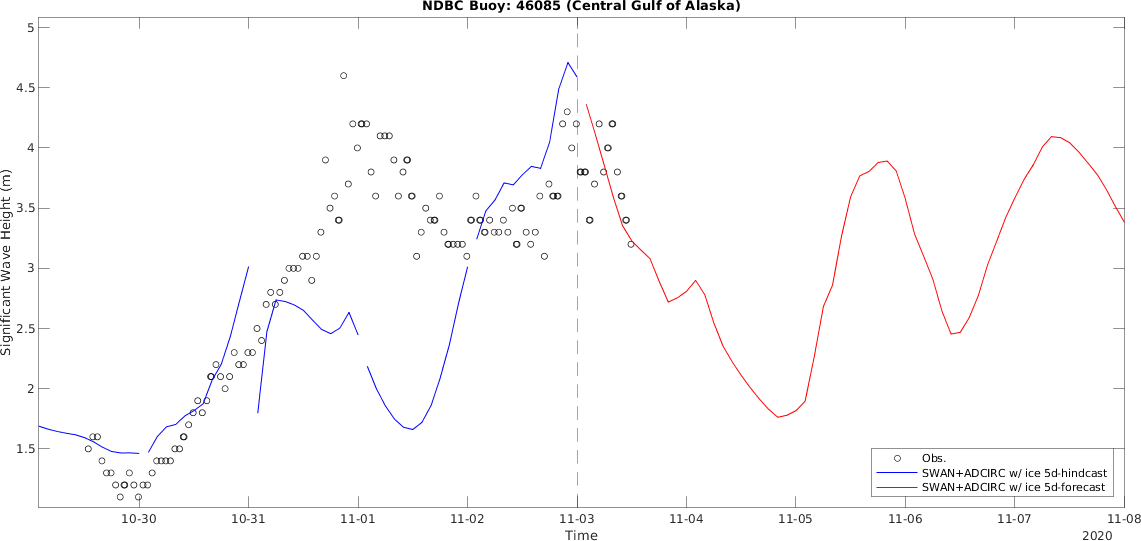 NDBC Buoy: 46085 (Central Gulf of Alaska)
5
4.5
4
3.5
3
2.5
2
1.5
Significant Wave Height (m)
Obs.
SWAN+ADCIRC w/ ice 5d-hindcast
SWAN+ADCIRC w/ ice 5d-forecast
10-30 10-31 11-01 11-02 11-03 11-04 11-05 11-06 11-07 11-08
Time
2020